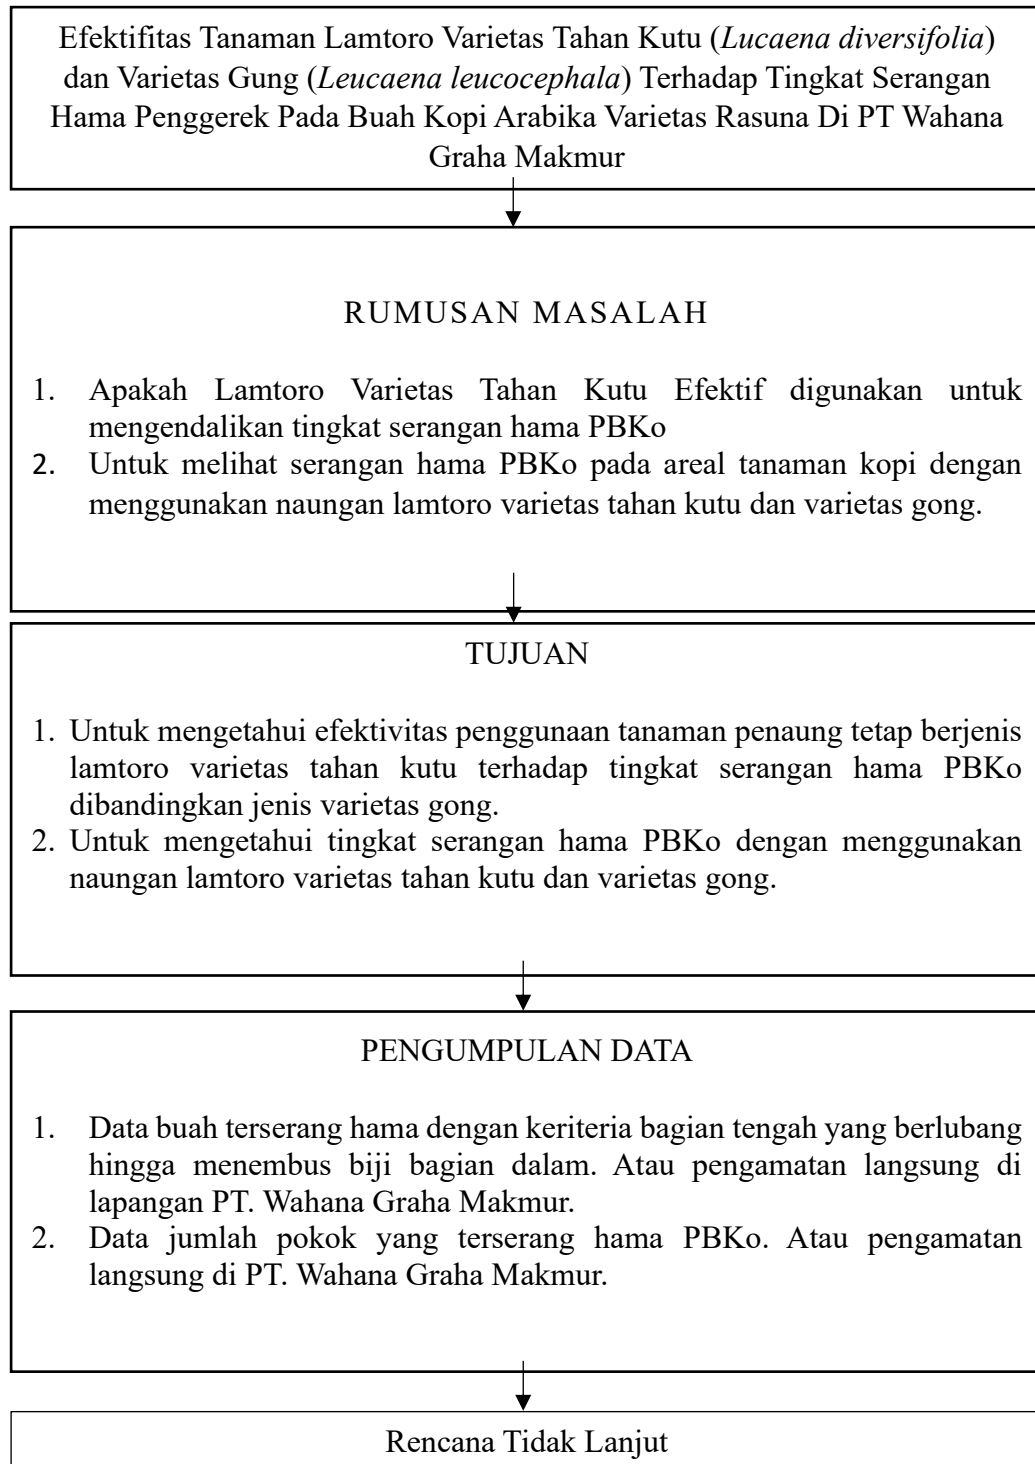 Efektifitas Tanaman Lamtoro Varietas Tahan Kutu (Lucaena diversifolia)
dan Varietas Gung (Leucaena leucocephala) Terhadap Tingkat Serangan
Hama Penggerek Pada Buah Kopi Arabika Varietas Rasuna Di PT Wahana
Graha Makmur
RUMUSAN MASALAH
1. Apakah Lamtoro Varietas Tahan Kutu Efektif digunakan untuk
mengendalikan tingkat serangan hama PBKo
2. Untuk melihat serangan hama PBKo pada areal tanaman kopi dengan
menggunakan naungan lamtoro varietas tahan kutu dan varietas gong.
TUJUAN
1. Untuk mengetahui efektivitas penggunaan tanaman penaung tetap berjenis
lamtoro varietas tahan kutu terhadap tingkat serangan hama PBKo
dibandingkan jenis varietas gong.
2. Untuk mengetahui tingkat serangan hama PBKo dengan menggunakan
naungan lamtoro varietas tahan kutu dan varietas gong.
PENGUMPULAN DATA
1. Data buah terserang hama dengan keriteria bagian tengah yang berlubang
hingga menembus biji bagian dalam. Atau pengamatan langsung di
lapangan PT. Wahana Graha Makmur.
2. Data jumlah pokok yang terserang hama PBKo. Atau pengamatan
langsung di PT. Wahana Graha Makmur.
Rencana Tidak Lanjut